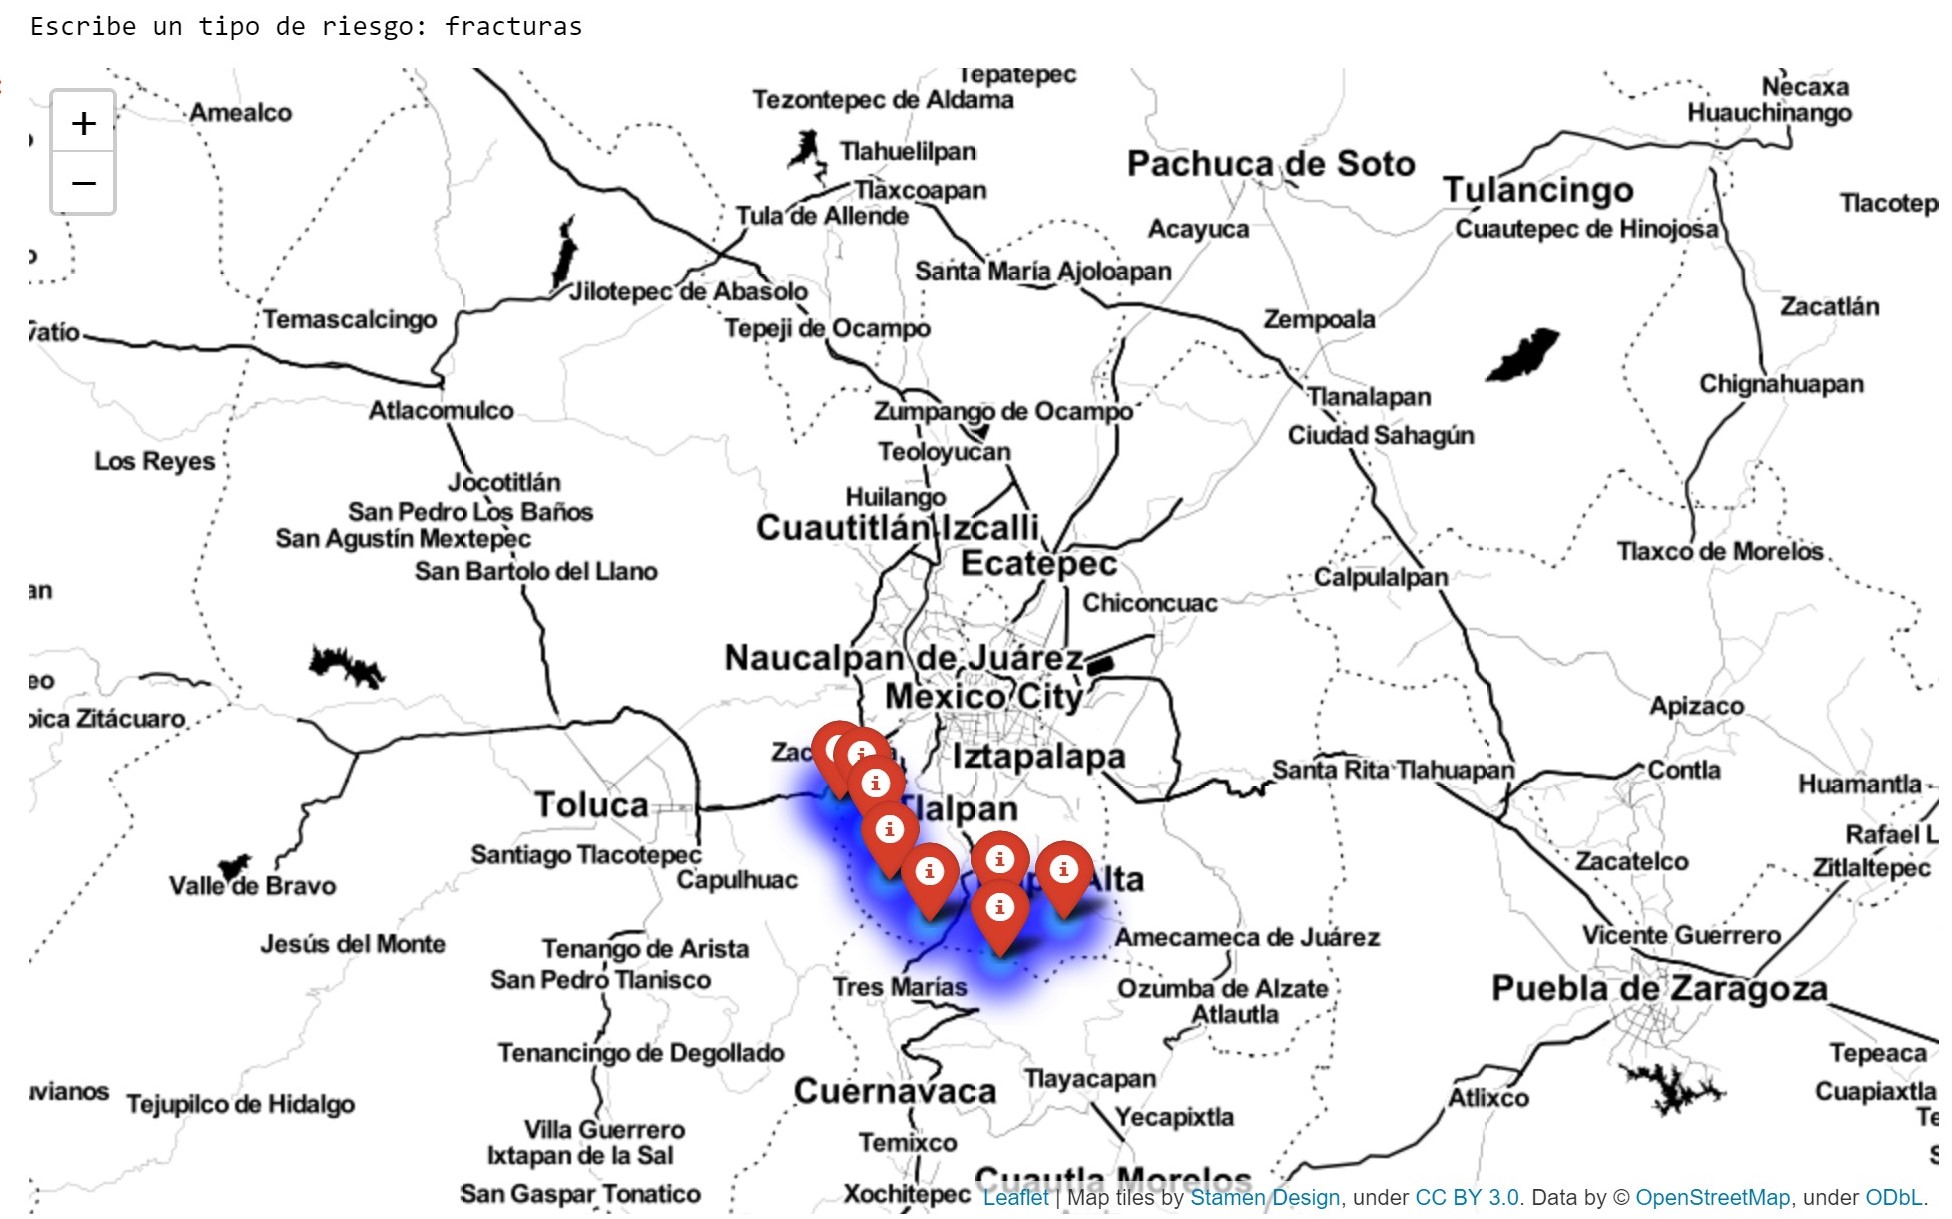 Escribe un tipo de riesgo: fracturas
Tepatepec
Necaxa
+
Tezontepec de Aldama
Amealco
Huauchinango
Tlahuelilpan
Pachuca de Soto
−
Tlaxcoapan
Tulancingo
Tlacotep
Tula de Allende
Acayuca
Cuautepec de Hinojosa
Santa María Ajoloapan
Jilotepec de Abasolo
Zacatlán
Temascalcingo
Zempoala
Tepeji de Ocampo
vatío
Chignahuapan
Tlanalapan
Atlacomulco
Zumpango de Ocampo
Ciudad Sahagún
Teoloyucan
Los Reyes
Jocotitlán
Huilango
San Pedro Los Baños
Cuautitlán Izcalli
San Agustín Mextepec
Tlaxco de Morelos
Ecatepec
San Bartolo del Llano
Calpulalpan
an
Chiconcuac
Naucalpan de Juárez
eo
Mexico City
Apizaco
pica Zitácuaro
Zac
a
Iztapalapa
Santa Rita Tlahuapan
Contla
Huamantla
Toluca
Tlalpan
Rafael L
Santiago Tlacotepec
Zacatelco
Zitlaltepec
Capulhuac
Alta
Valle de Bravo
Vicente Guerrero
Amecameca de Juárez
Jesús del Monte
Tenango de Arista
San Pedro Tlanisco
Tres Marías
Ozumba de Alzate
Puebla de Zaragoza
Atlautla
Tenancingo de Degollado
Tepeaca
Tlayacapan
Cuernavaca
uvianos
Cuapiaxtla
Atlixco
Tejupilco de Hidalgo
Yecapixtla
Te
Villa Guerrero
Temixco
Ixtapan de la Sal
S
Cuautla Morelos
San Gaspar Tonatico
Xochitepec
Leaflet | Map tiles by Stamen Design, under CC BY 3.0. Data by © OpenStreetMap, under ODbL.